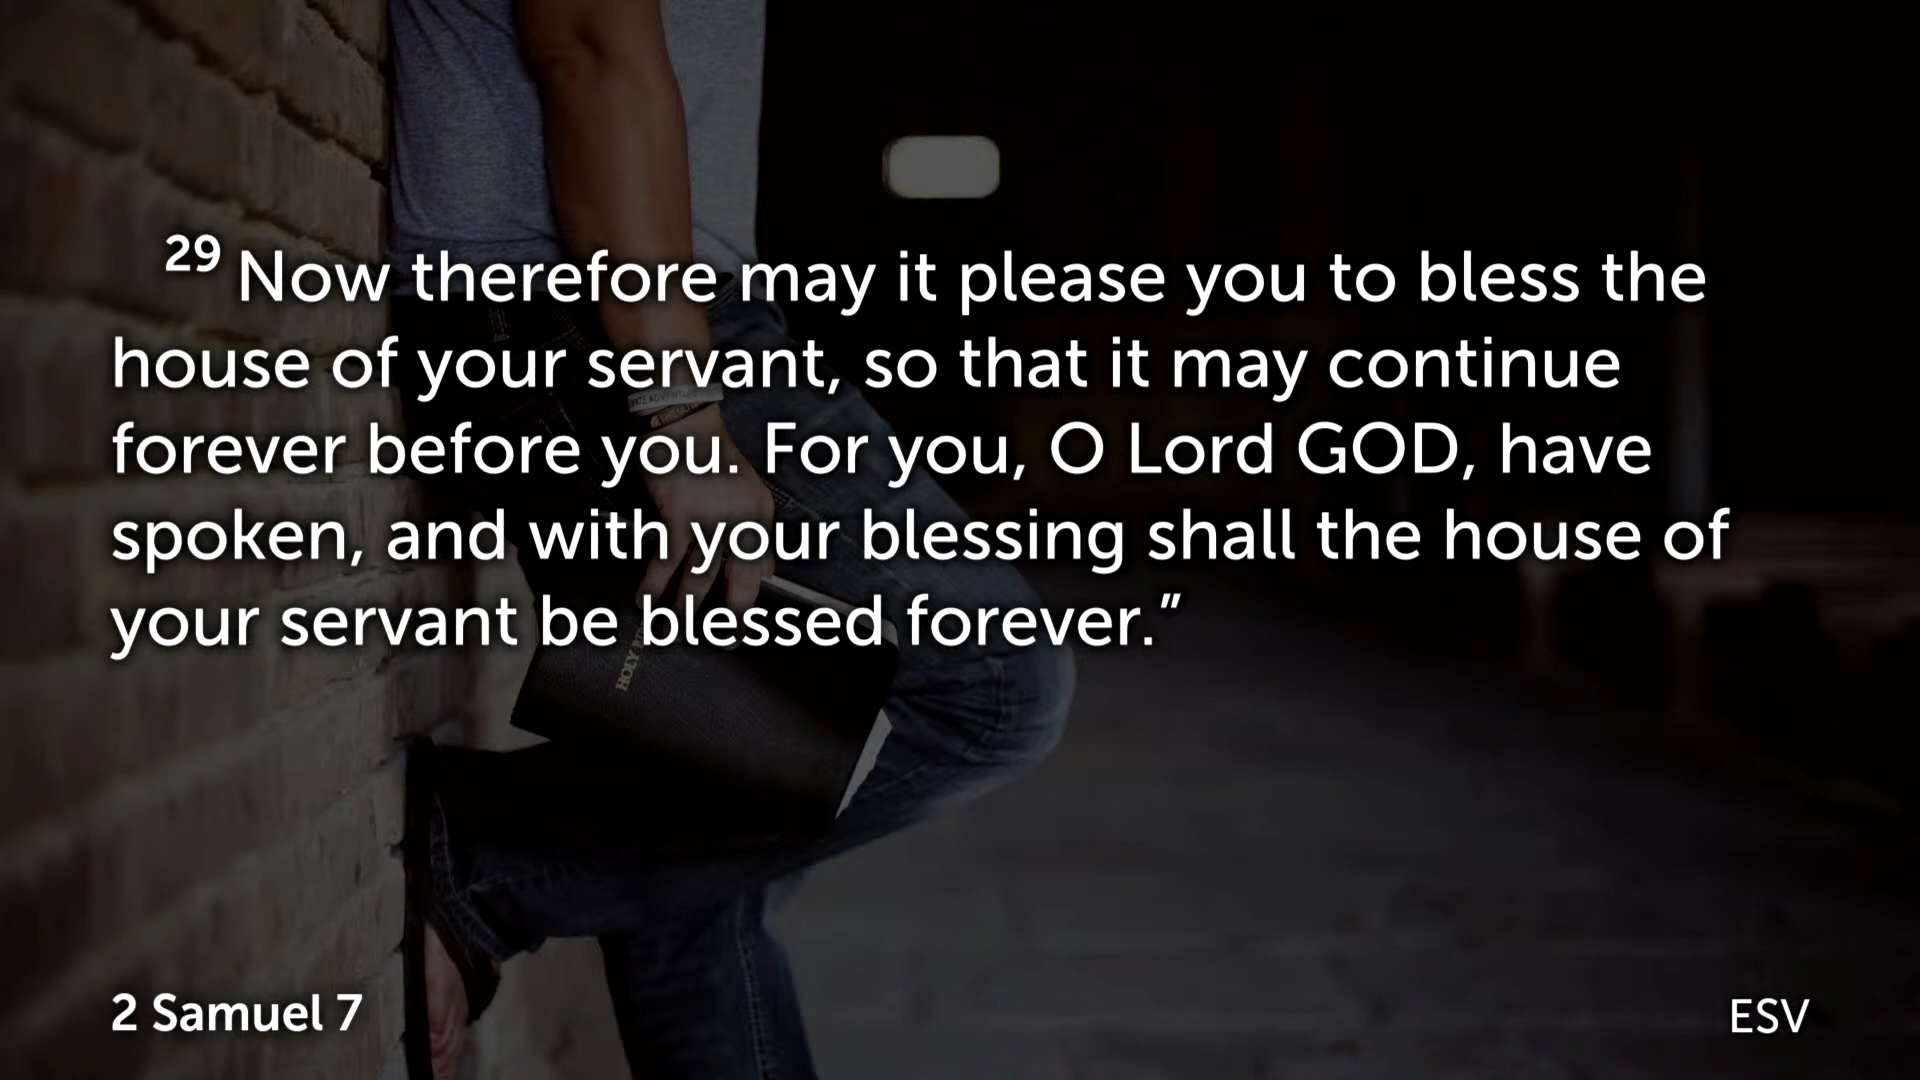 29 Now therefore may it please you to bless the
house of your servant, so that it may continue
forever before you. For you, O Lord GOD, have
spoken, and with your blessing shall the house of
your servant be blessed forever.”
HOLY
2 Samuel 7
ESV